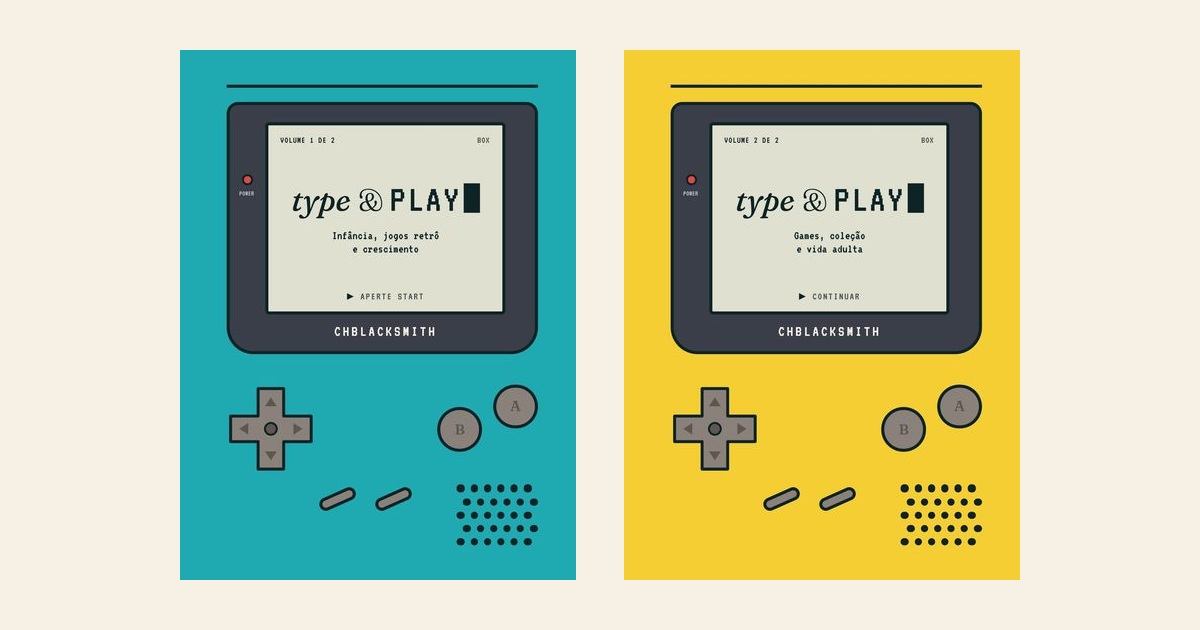 VOLUME 1 DE 2 BOX
type & PLAY
POWER
Infância, jogos retrô
e crescimento
▶ APERTE START
CHBLACKSMITH
A
B
VOLUME 2 DE 2 BOX
type & PLAY
POWER
Games, coleção
e vida adulta
▶ CONTINUAR
CHBLACKSMITH
A
B